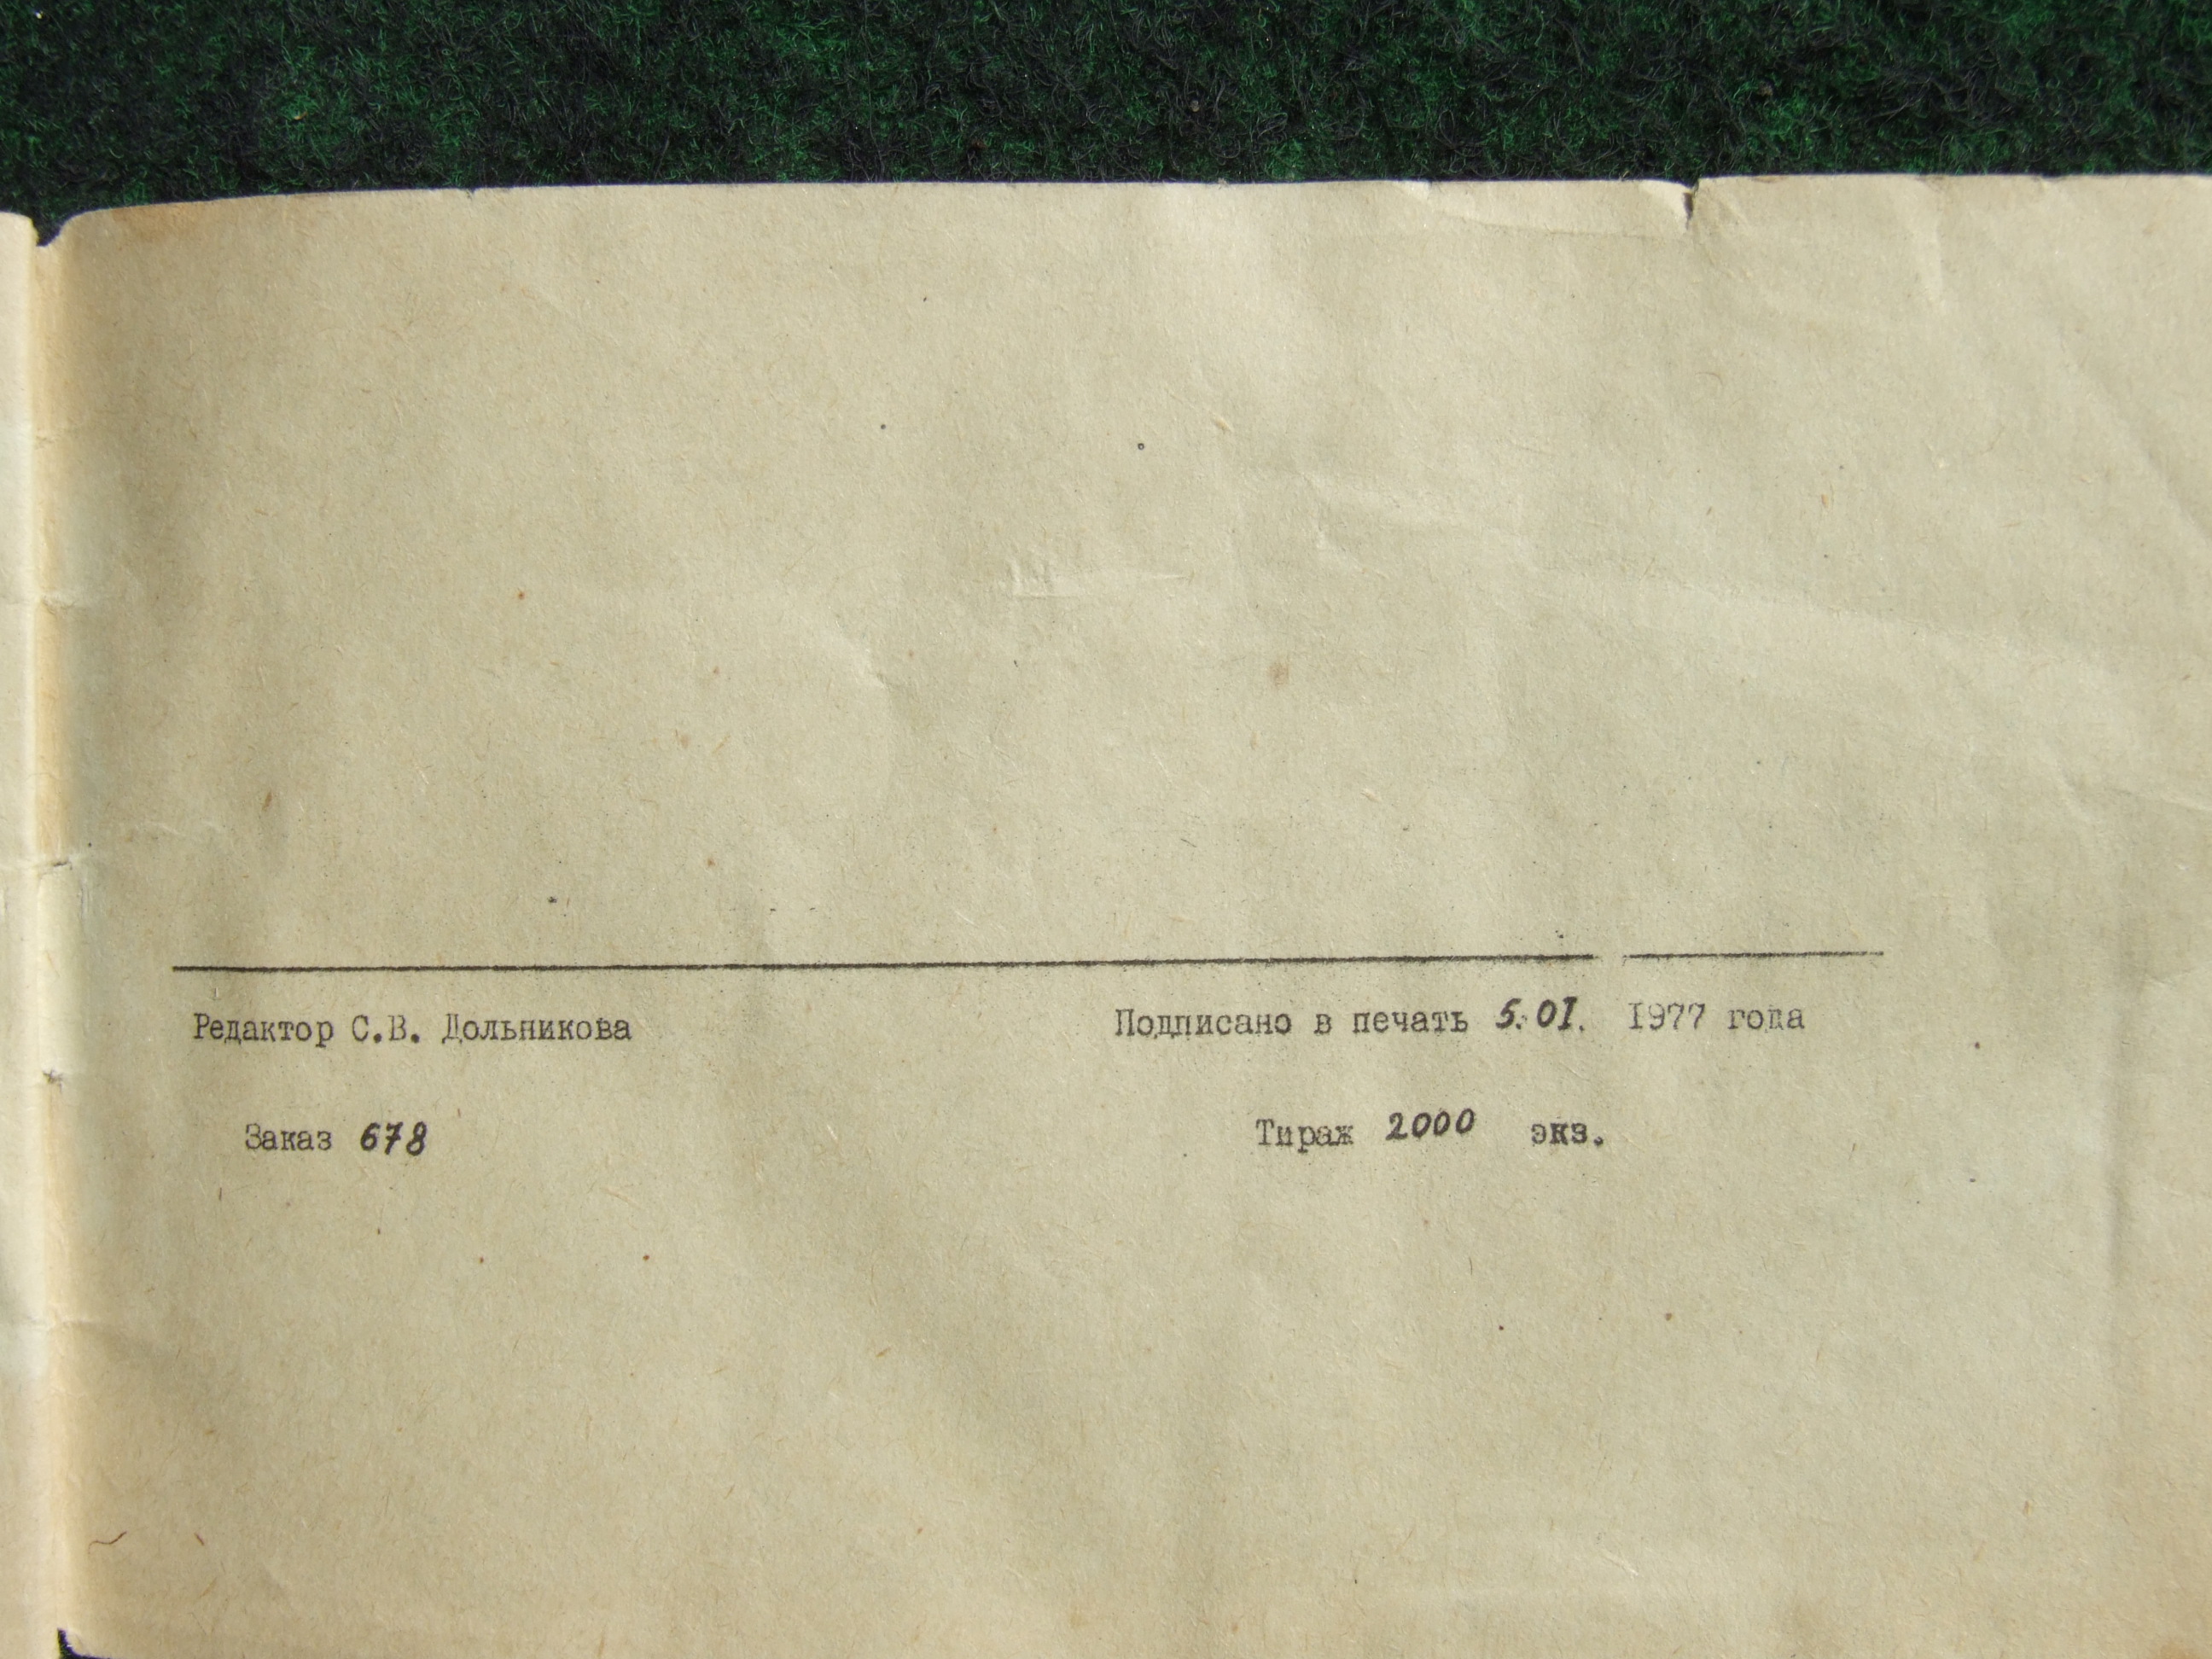 Редактор С.В. Дольникова
Подписано в печать 5.01. 1977 года
Заказ 678
Тираж 2000 экз.